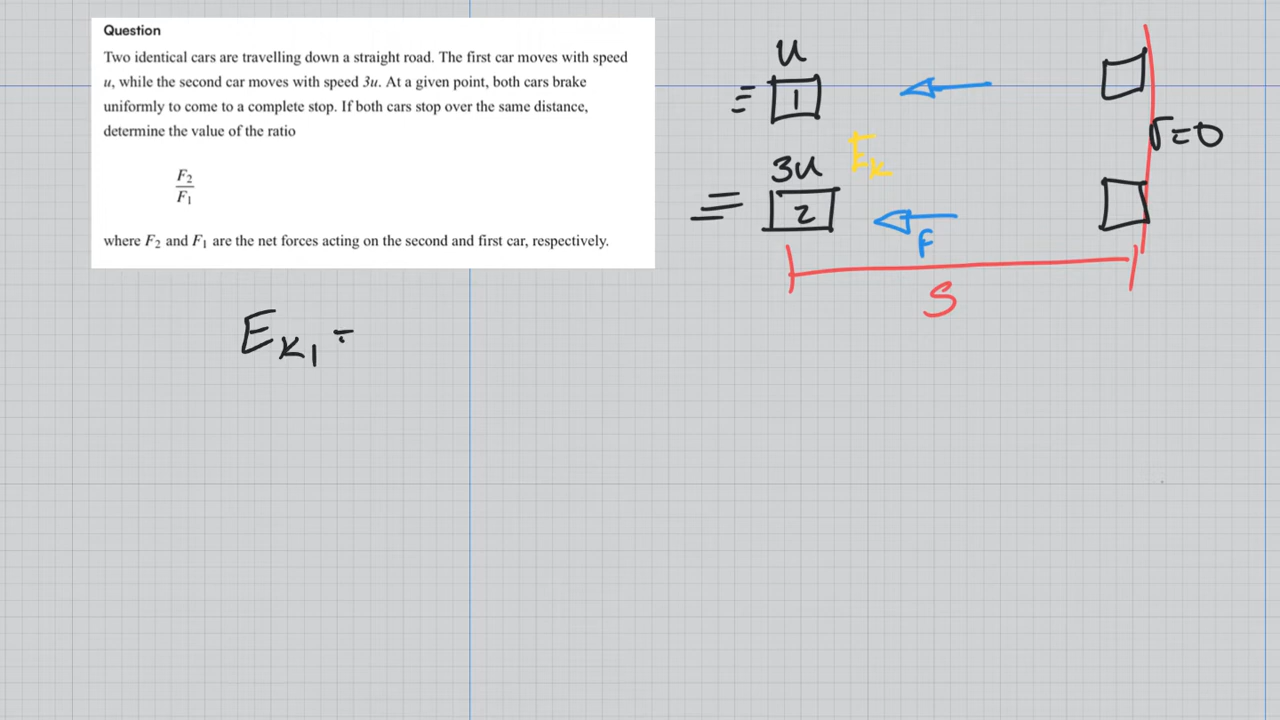 Question
Two identical cars are travelling down a straight road. The first car moves with speed
u, while the second car moves with speed 3u. At a given point, both cars brake
uniformly to come to a complete stop. If both cars stop over the same distance,
determine the value of the ratio
F₂
F₁
where F₂ and F₁ are the net forces acting on the second and first car, respectively.
u
1
v=0
Eₖ
3u
2
F
S
Eₖ₁ =